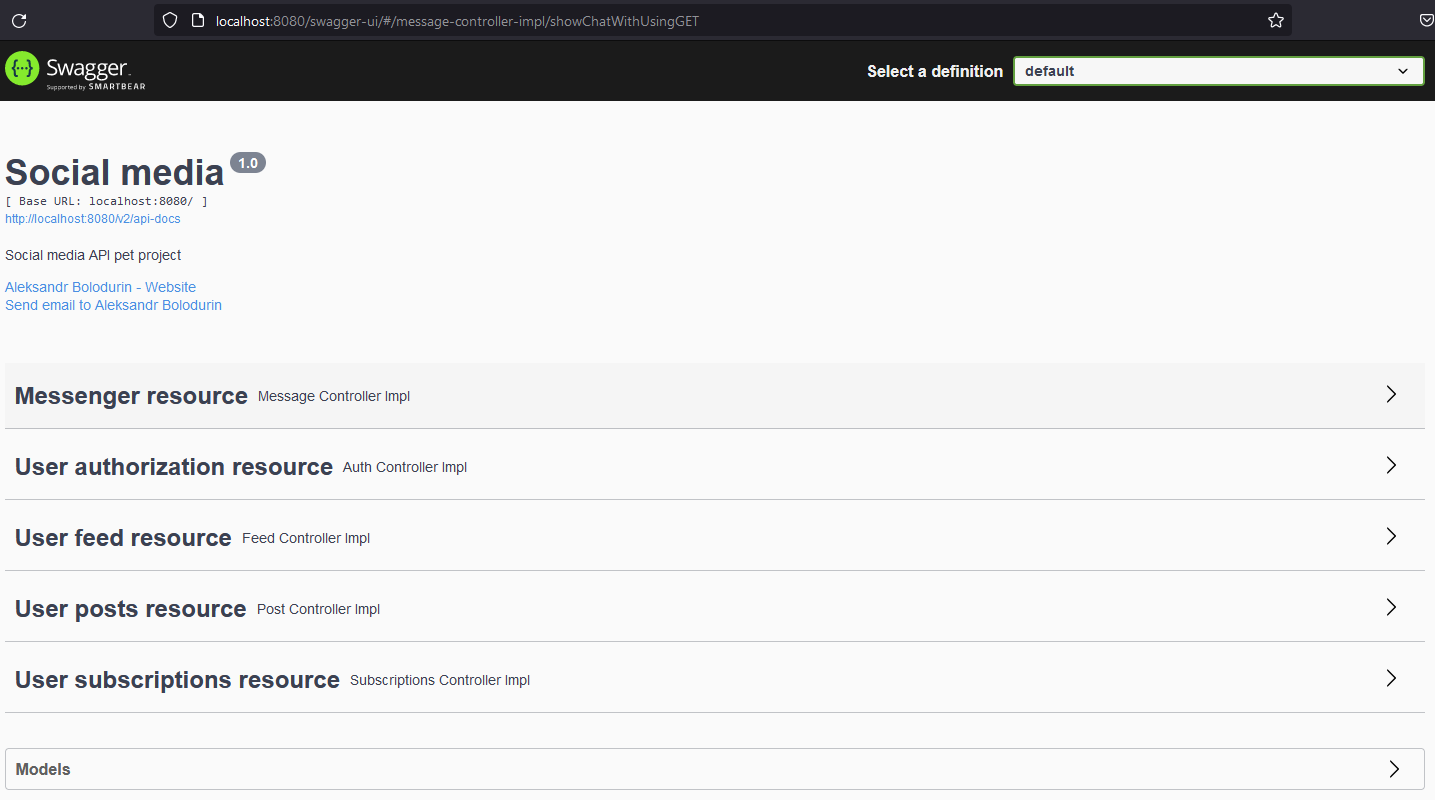 localhost:8080/swagger-ui/#/message-controller-impl/showChatWithUsingGET
{···} Swagger
Supported by SMARTBEAR
Select a definition
default
Social media 1.0
[ Base URL: localhost:8080/ ]
http://localhost:8080/v2/api-docs
Social media API pet project
Aleksandr Bolodurin - Website
Send email to Aleksandr Bolodurin
Messenger resource Message Controller Impl
User authorization resource Auth Controller Impl
User feed resource Feed Controller Impl
User posts resource Post Controller Impl
User subscriptions resource Subscriptions Controller Impl
Models